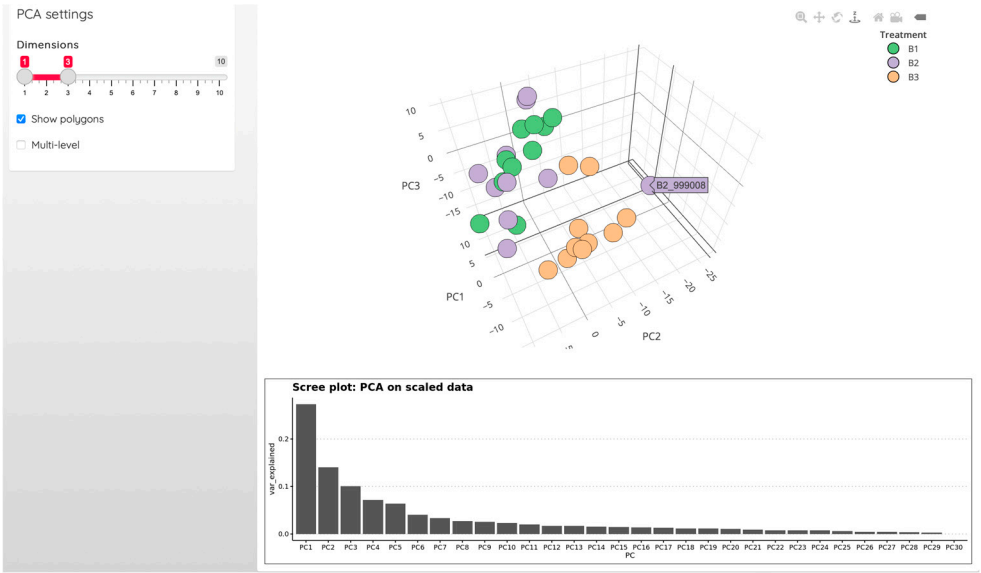 PCA settings
Dimensions
1 3 10
1 2 3 4 5 6 7 8 9 10
Show polygons
Multi-level
Treatment
B1
B2
B3
10
5
0
−5
−10
−15
PC3
B2_999008
10
5
0
−5
−10
PC1
−25
−20
−15
−10
−5
0
PC2
Scree plot: PCA on scaled data
var_explained
0.2
0.1
0.0
PC1 PC2 PC3 PC4 PC5 PC6 PC7 PC8 PC9 PC10 PC11 PC12 PC13 PC14 PC15 PC16 PC17 PC18 PC19 PC20 PC21 PC22 PC23 PC24 PC25 PC26 PC27 PC28 PC29 PC30
PC